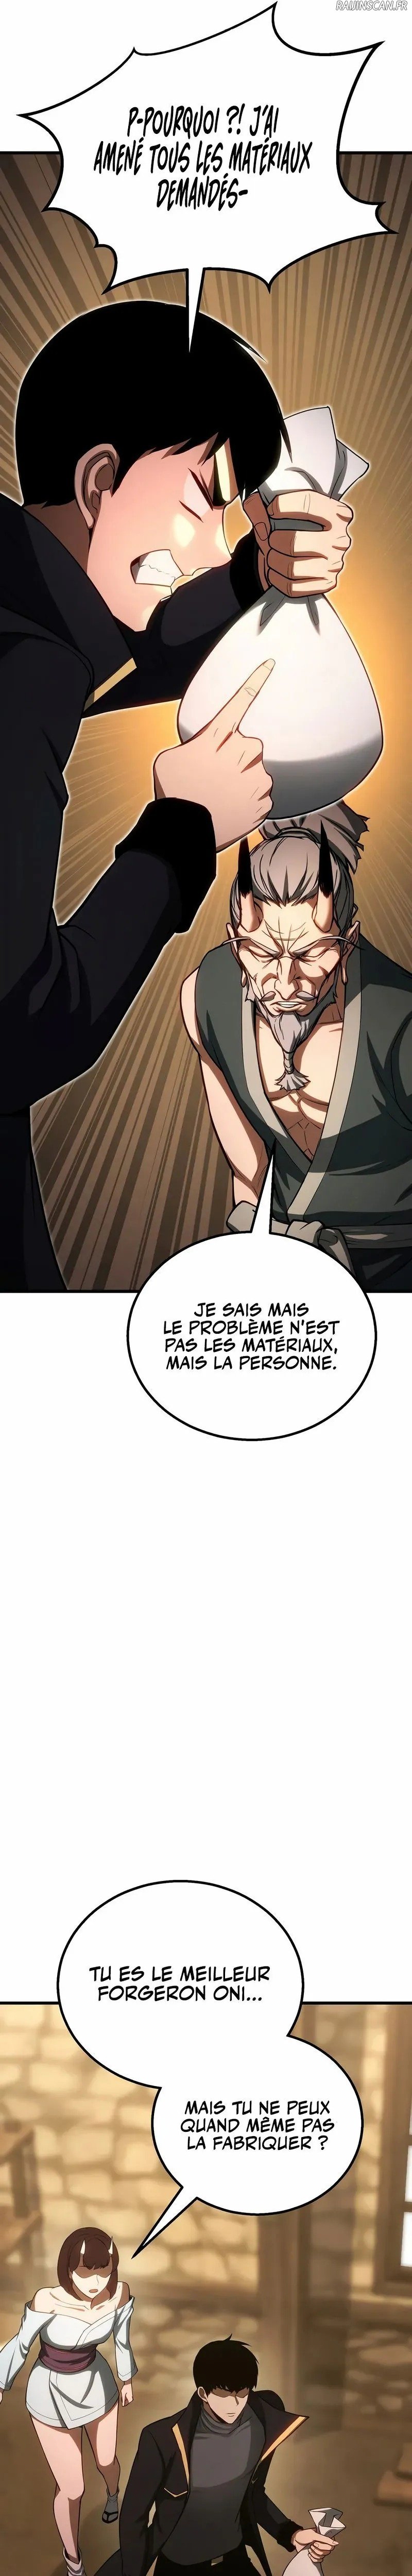 RAIJINSCAN.FR
P-POURQUOI ?! J'AI
AMENÉ TOUS LES MATÉRIAUX
DEMANDÉS-
JE SAIS MAIS
LE PROBLÈME N'EST
PAS LES MATÉRIAUX,
MAIS LA PERSONNE.
TU ES LE MEILLEUR
FORGERON ONI...
MAIS TU NE PEUX
QUAND MÊME PAS
LA FABRIQUER ?